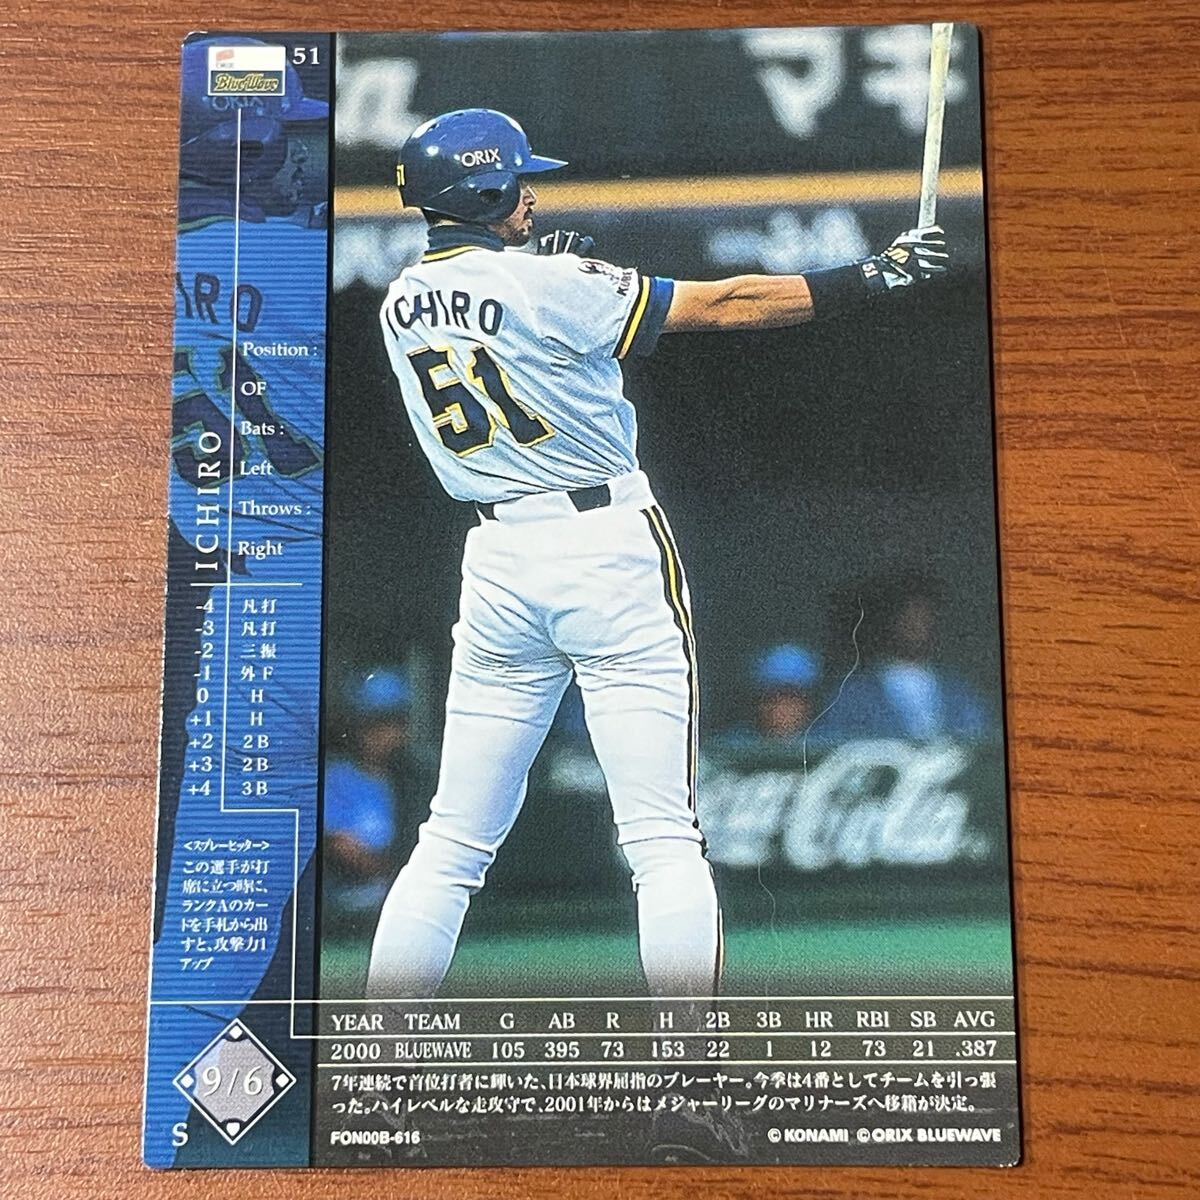 BlueWave
51
ORIX
51
ORIX
KUBE
51
ICHIRO
51
IRO
Position :
OF
Bats :
Left
Throws :
Right
ICHIRO
-4 凡打
-3 凡打
-2 三振
-1 外F
0 H
+1 H
+2 2B
+3 2B
+4 3B
<スプレーヒッター>
この選手が打
席に立つ時に、
ランクAのカー
ドを手札から出
すと、攻撃力1
アップ
Coca-Cola
YEAR TEAM G AB R H 2B 3B HR RBI SB AVG
2000 BLUEWAVE 105 395 73 153 22 1 12 73 21 .387
7年連続で首位打者に輝いた、日本球界屈指のプレーヤー。今季は4番としてチームを引っ張
った。ハイレベルな走攻守で、2001年からはメジャーリーグのマリナーズへ移籍が決定。
9/6
S
FON00B-616
©KONAMI ©ORIX BLUEWAVE